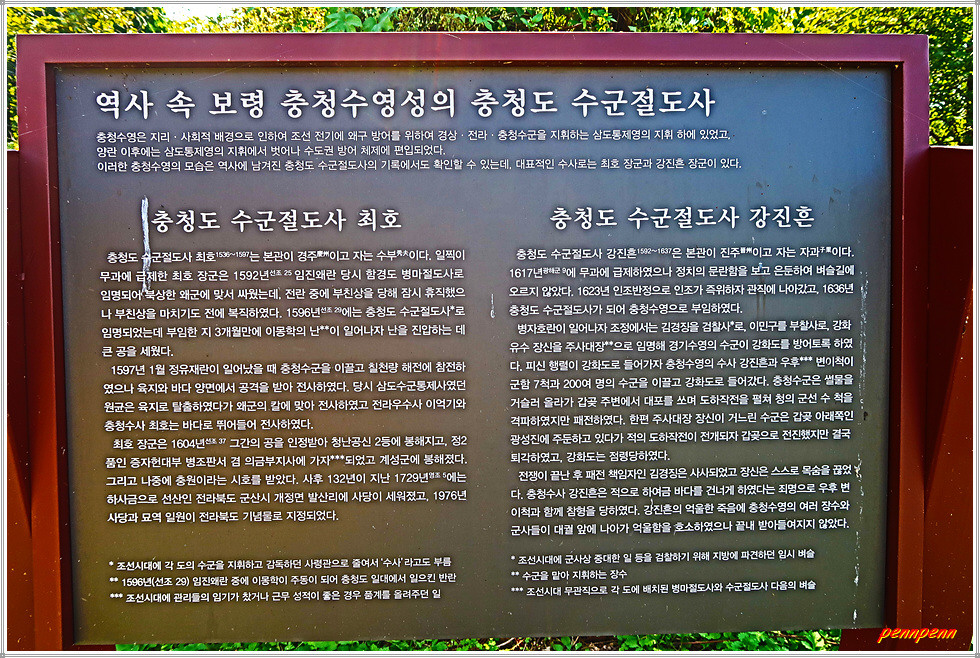 역사 속 보령 충청수영성의 충청도 수군절도사
충청수영은 지리·사회적 배경으로 인하여 조선 전기에 왜구 방어를 위하여 경상·전라·충청수군을 지휘하는 삼도통제영의 지휘 하에 있었고,
양란 이후에는 삼도통제영의 지휘에서 벗어나 수도권 방어 체제에 편입되었다.
이러한 충청수영의 모습은 역사에 남겨진 충청도 수군절도사의 기록에서도 확인할 수 있는데, 대표적인 수사로는 최호 장군과 강진흔 장군이 있다.
충청도 수군절도사 최호
충청도 수군절도사 최호1536~1597는 본관이 경주慶州이고 자는 수부秀夫이다. 일찍이
무과에 급제한 최호 장군은 1592년선조 25 임진왜란 당시 함경도 병마절도사로
임명되어 북상한 왜군에 맞서 싸웠는데, 전란 중에 부친상을 당해 잠시 휴직했으
나 부친상을 마치기도 전에 복직하였다. 1596년선조 29에는 충청도 수군절도사*로
임명되었는데 부임한 지 3개월만에 이몽학의 난**이 일어나자 난을 진압하는 데
큰 공을 세웠다.
1597년 1월 정유재란이 일어났을 때 충청수군을 이끌고 칠천량 해전에 참전하
였으나 육지와 바다 양면에서 공격을 받아 전사하였다. 당시 삼도수군통제사였던
원균은 육지로 탈출하였다가 왜군의 칼에 맞아 전사하였고 전라우수사 이억기와
충청수사 최호는 바다로 뛰어들어 전사하였다.
최호 장군은 1604년선조 37 그간의 공을 인정받아 청난공신 2등에 봉해지고, 정2
품인 증자헌대부 병조판서 겸 의금부지사에 가자***되었고 계성군에 봉해졌다.
그리고 나중에 충원이라는 시호를 받았다. 사후 132년이 지난 1729년영조 5에는
하사금으로 선산인 전라북도 군산시 개정면 발산리에 사당이 세워졌고, 1976년
사당과 묘역 일원이 전라북도 기념물로 지정되었다.
* 조선시대에 각 도의 수군을 지휘하고 감독하던 사령관으로 줄여서 '수사'라고도 부름
** 1596년(선조 29) 임진왜란 중에 이몽학이 주동이 되어 충청도 일대에서 일으킨 반란
*** 조선시대에 관리들의 임기가 찼거나 근무 성적이 좋은 경우 품계를 올려주던 일
충청도 수군절도사 강진흔
충청도 수군절도사 강진흔1592~1637은 본관이 진주晉州이고 자는 자과子果이다.
1617년광해군 9에 무과에 급제하였으나 정치의 문란함을 보고 은둔하여 벼슬길에
오르지 않았다. 1623년 인조반정으로 인조가 즉위하자 관직에 나아갔고, 1636년
충청도 수군절도사가 되어 충청수영으로 부임하였다.
병자호란이 일어나자 조정에서는 김경징을 검찰사*로, 이민구를 부찰사로, 강화
유수 장신을 주사대장**으로 임명해 경기수영의 수군이 강화도를 방어토록 하였
다. 피신 행렬이 강화도로 들어가자 충청수영의 수사 강진흔과 우후*** 변이척이
군함 7척과 200여 명의 수군을 이끌고 강화도로 들어갔다. 충청수군은 썰물을
거슬러 올라가 갑곶 주변에서 대포를 쏘며 도하작전을 펼쳐 청의 군선 수 척을
격파하였지만 패전하였다. 한편 주사대장 장신이 거느린 수군은 갑곶 아래쪽인
광성진에 주둔하고 있다가 적의 도하작전이 전개되자 갑곶으로 전진했지만 결국
퇴각하였고, 강화도는 점령당하였다.
전쟁이 끝난 후 패전 책임자인 김경징은 사사되었고 장신은 스스로 목숨을 끊었
다. 충청수사 강진흔은 적으로 하여금 바다를 건너게 하였다는 죄명으로 우후 변
이척과 함께 참형을 당하였다. 강진흔의 억울한 죽음에 충청수영의 여러 장수와
군사들이 대궐 앞에 나아가 억울함을 호소하였으나 끝내 받아들여지지 않았다.
* 조선시대에 군사상 중대한 일 등을 검찰하기 위해 지방에 파견하던 임시 벼슬
** 수군을 맡아 지휘하는 장수
*** 조선시대 무관직으로 각 도에 배치된 병마절도사와 수군절도사 다음의 벼슬
pennpenn